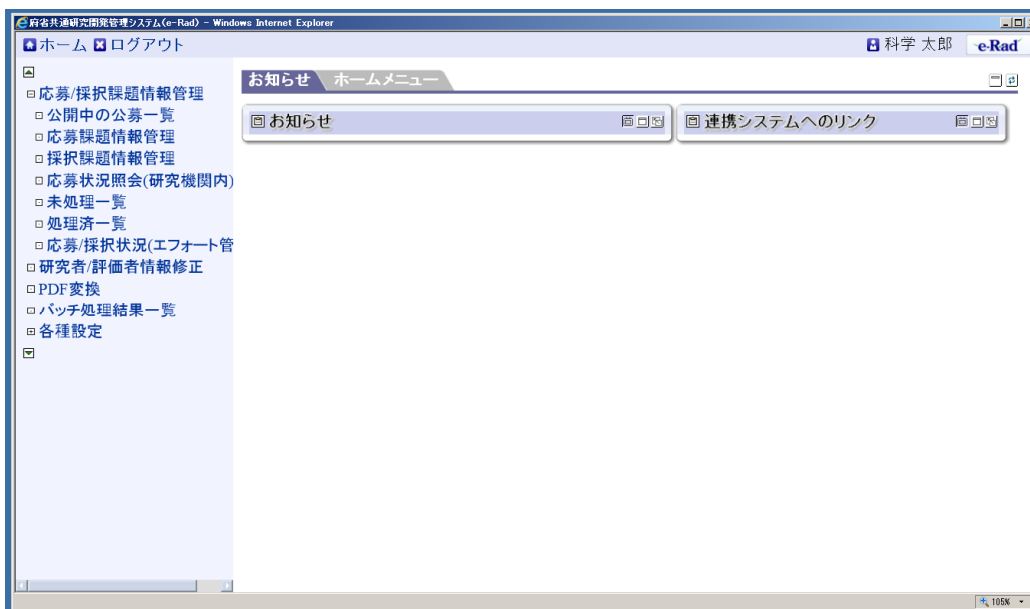 府省共通研究開発管理システム(e-Rad) - Windows Internet Explorer
ホーム ログアウト
科学 太郎 e-Rad
お知らせ ホームメニュー
応募/採択課題情報管理
公開中の公募一覧
応募課題情報管理
採択課題情報管理
応募状況照会(研究機関内)
未処理一覧
処理済一覧
応募/採択状況(エフォート管
研究者/評価者情報修正
PDF変換
バッチ処理結果一覧
各種設定
お知らせ
連携システムへのリンク
105%